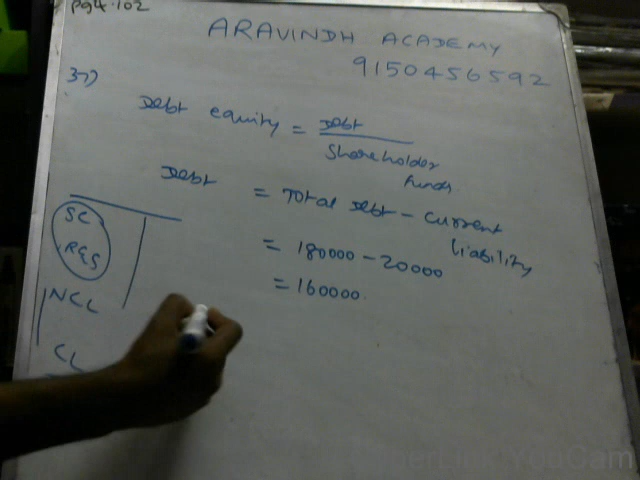 pg4.102
ARAVINDH ACADEMY
9150456592
37)
Debt equity = Debt
Shareholder
funds
Debt = Total Debt - Current
liability
= 180000 - 20000
= 160000.
SC
R&S
NCL
CL
YouCam